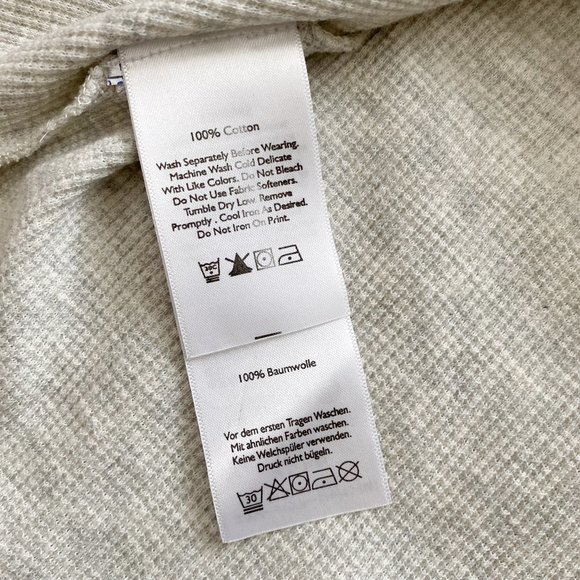 100% Cotton
Wash Separately Before Wearing.
Machine Wash Cold Delicate
With Like Colors. Do Not Bleach
Do Not Use Fabric Softeners.
Tumble Dry Low. Remove
Promptly . Cool Iron As Desired.
Do Not Iron On Print.
30C
100% Baumwolle
Vor dem ersten Tragen Waschen.
Mit ähnlichen Farben waschen.
Keine Welchspüler verwenden.
Druck nicht bügeln.
30